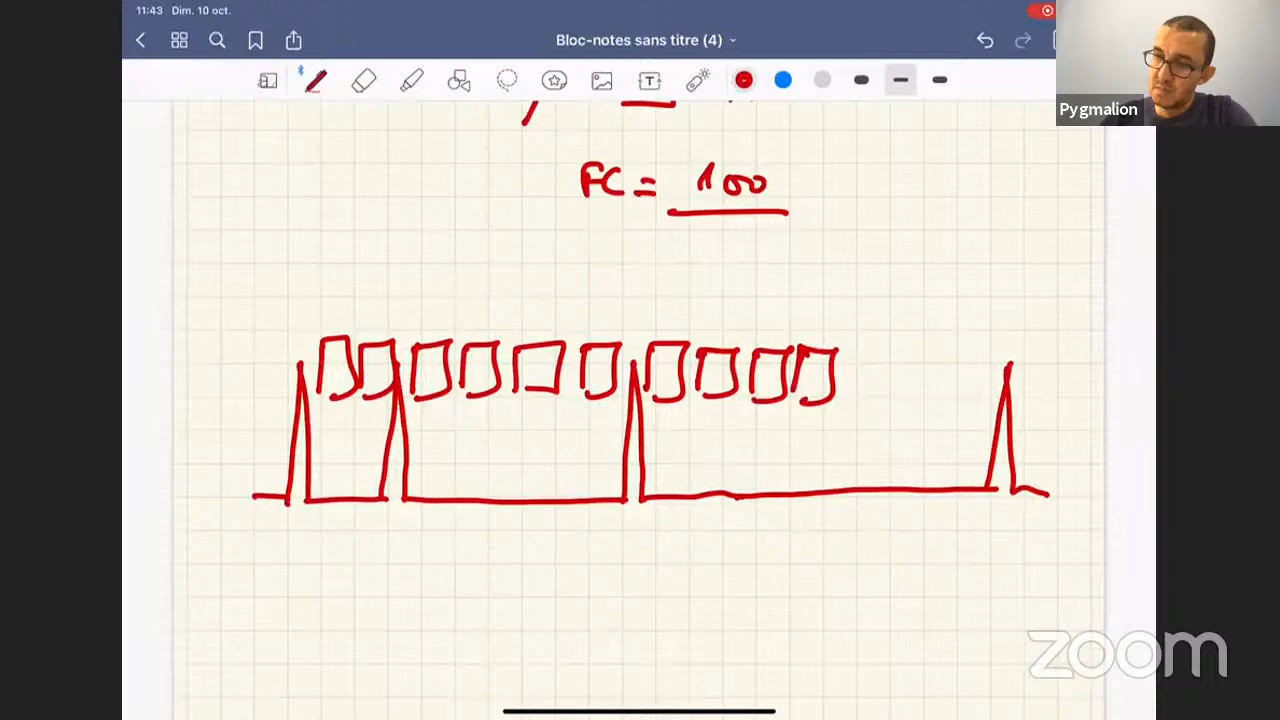 11:43 Dim. 10 oct.
Bloc-notes sans titre (4)
Pygmalion
FC = 100
zoom